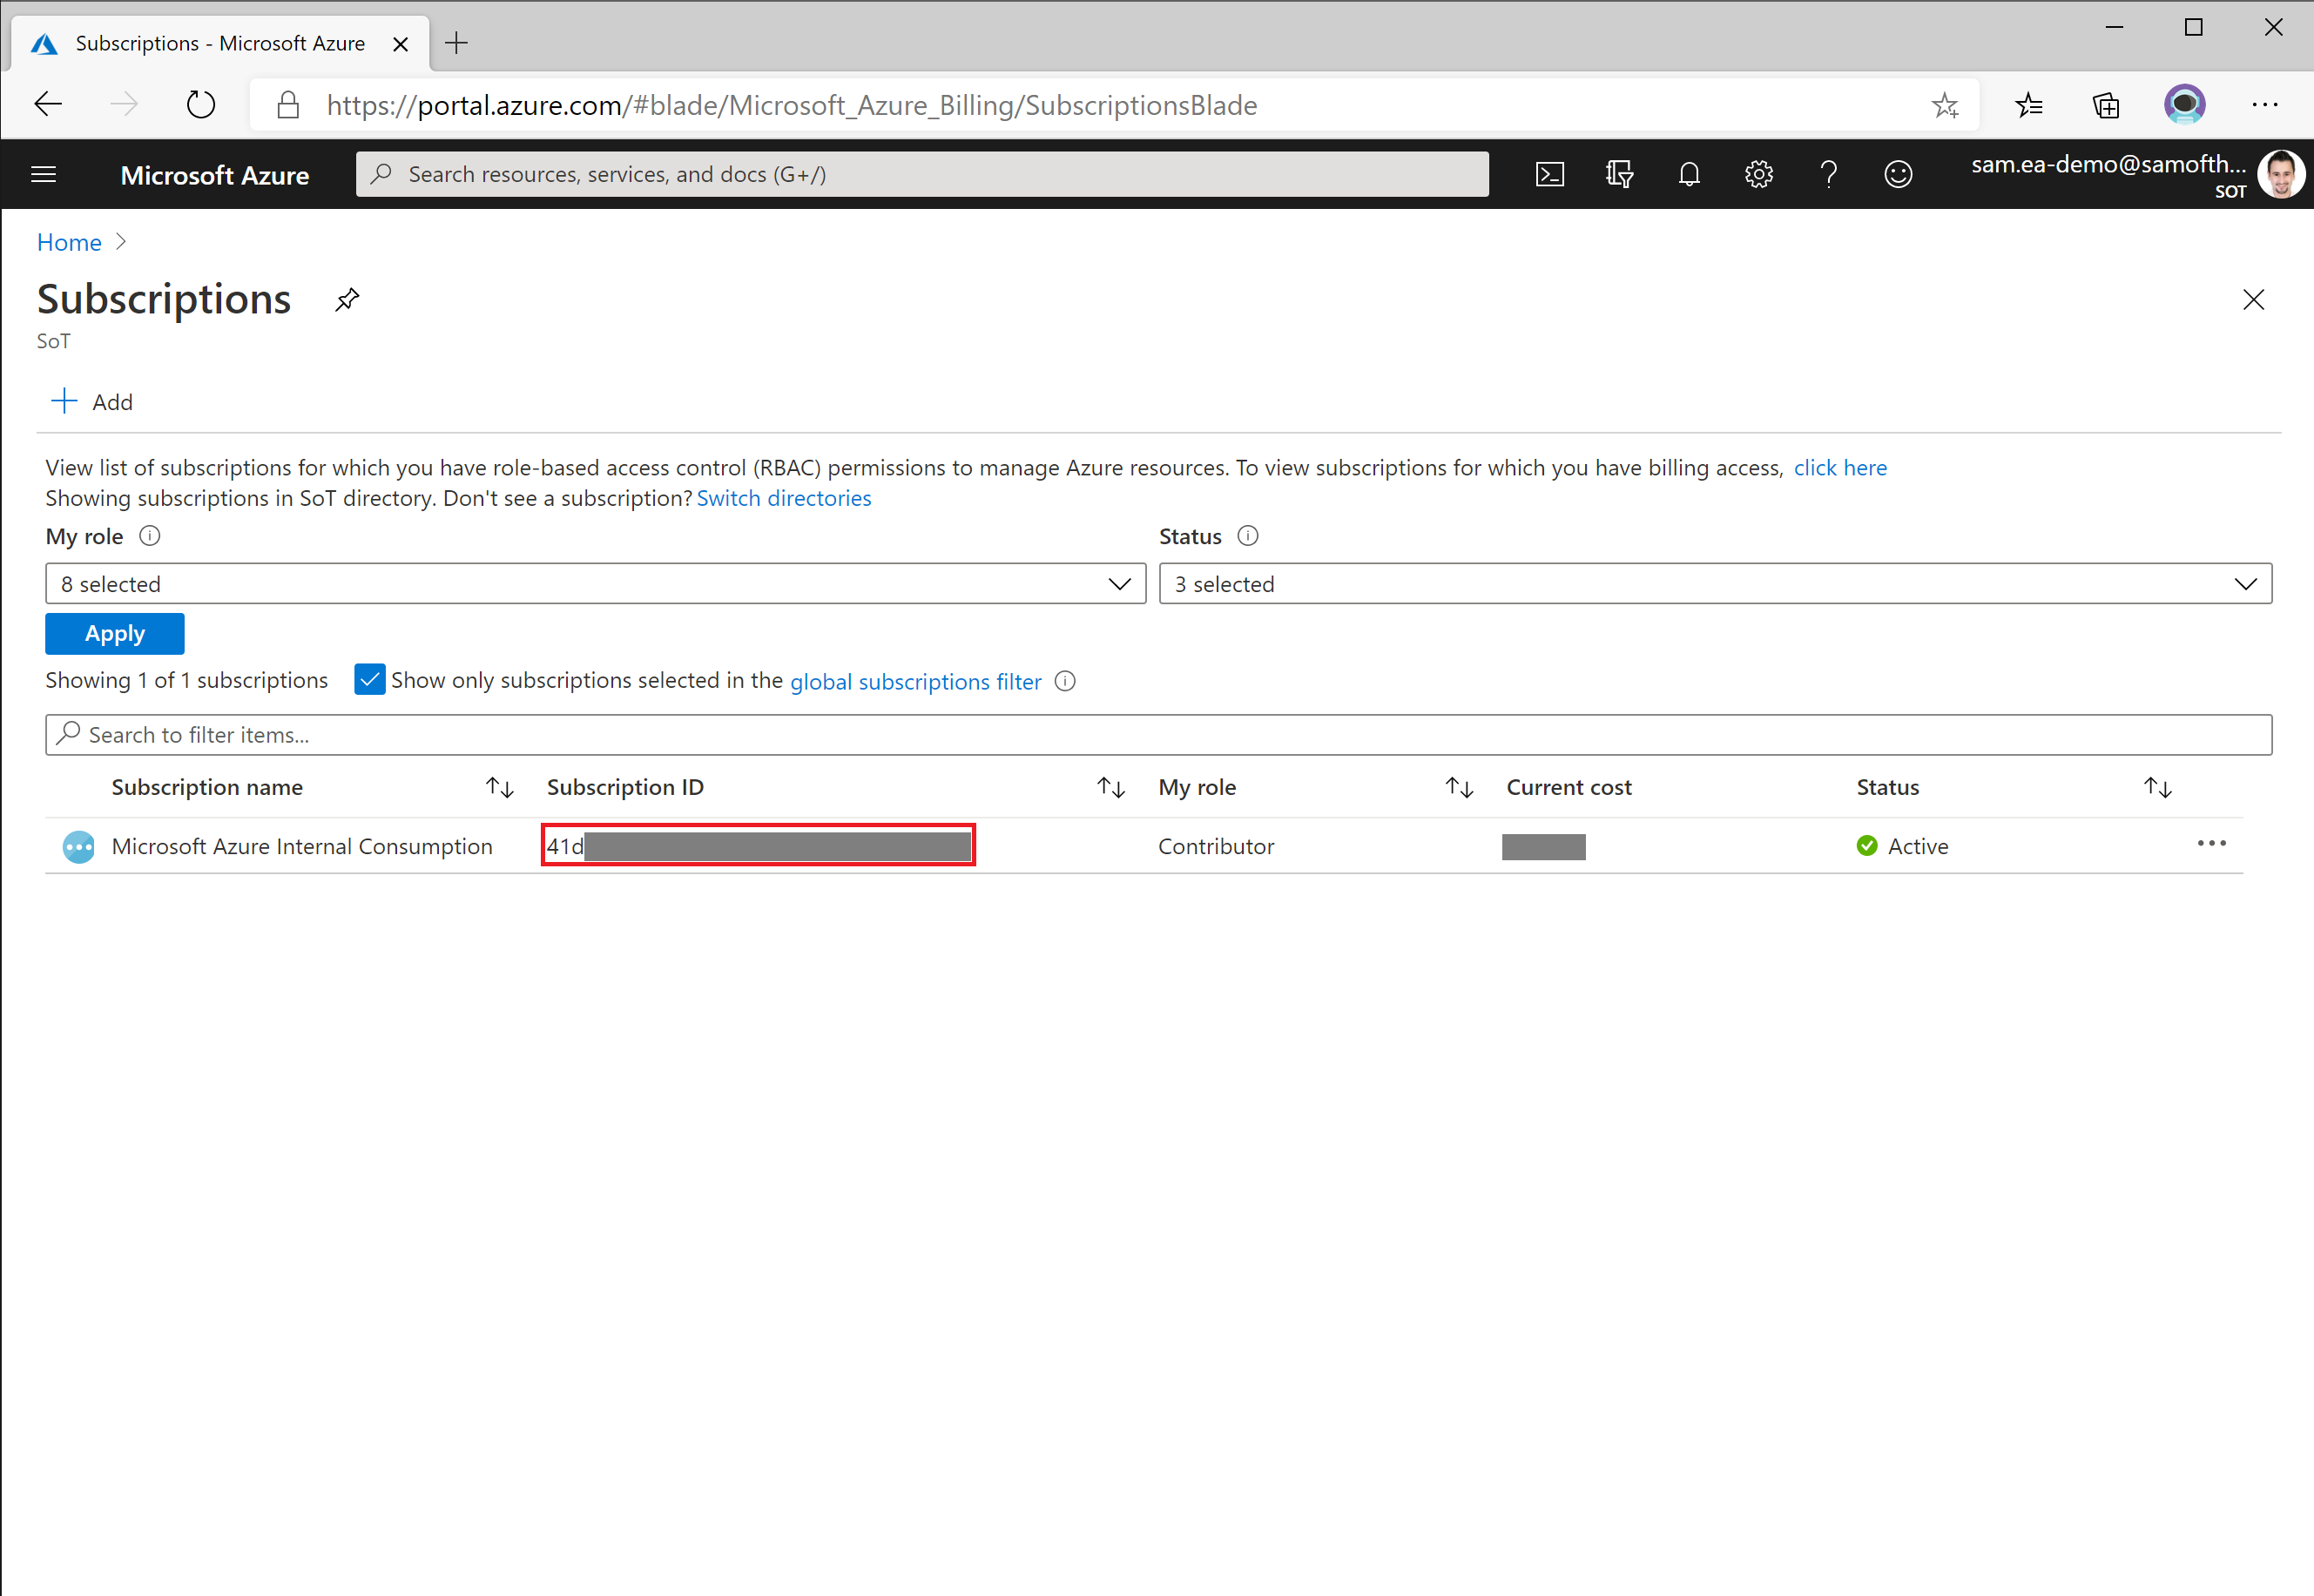 Subscriptions - Microsoft Azure
https://portal.azure.com/#blade/Microsoft_Azure_Billing/SubscriptionsBlade
Microsoft Azure
Search resources, services, and docs (G+/)
sam.ea-demo@samofth...
SOT
Home
Subscriptions
SoT
Add
View list of subscriptions for which you have role-based access control (RBAC) permissions to manage Azure resources. To view subscriptions for which you have billing access, click here
Showing subscriptions in SoT directory. Don't see a subscription? Switch directories
My role
Status
8 selected
3 selected
Apply
Showing 1 of 1 subscriptions
Show only subscriptions selected in the global subscriptions filter
Search to filter items...
Subscription name
Subscription ID
My role
Current cost
Status
Microsoft Azure Internal Consumption
41d
Contributor
Active